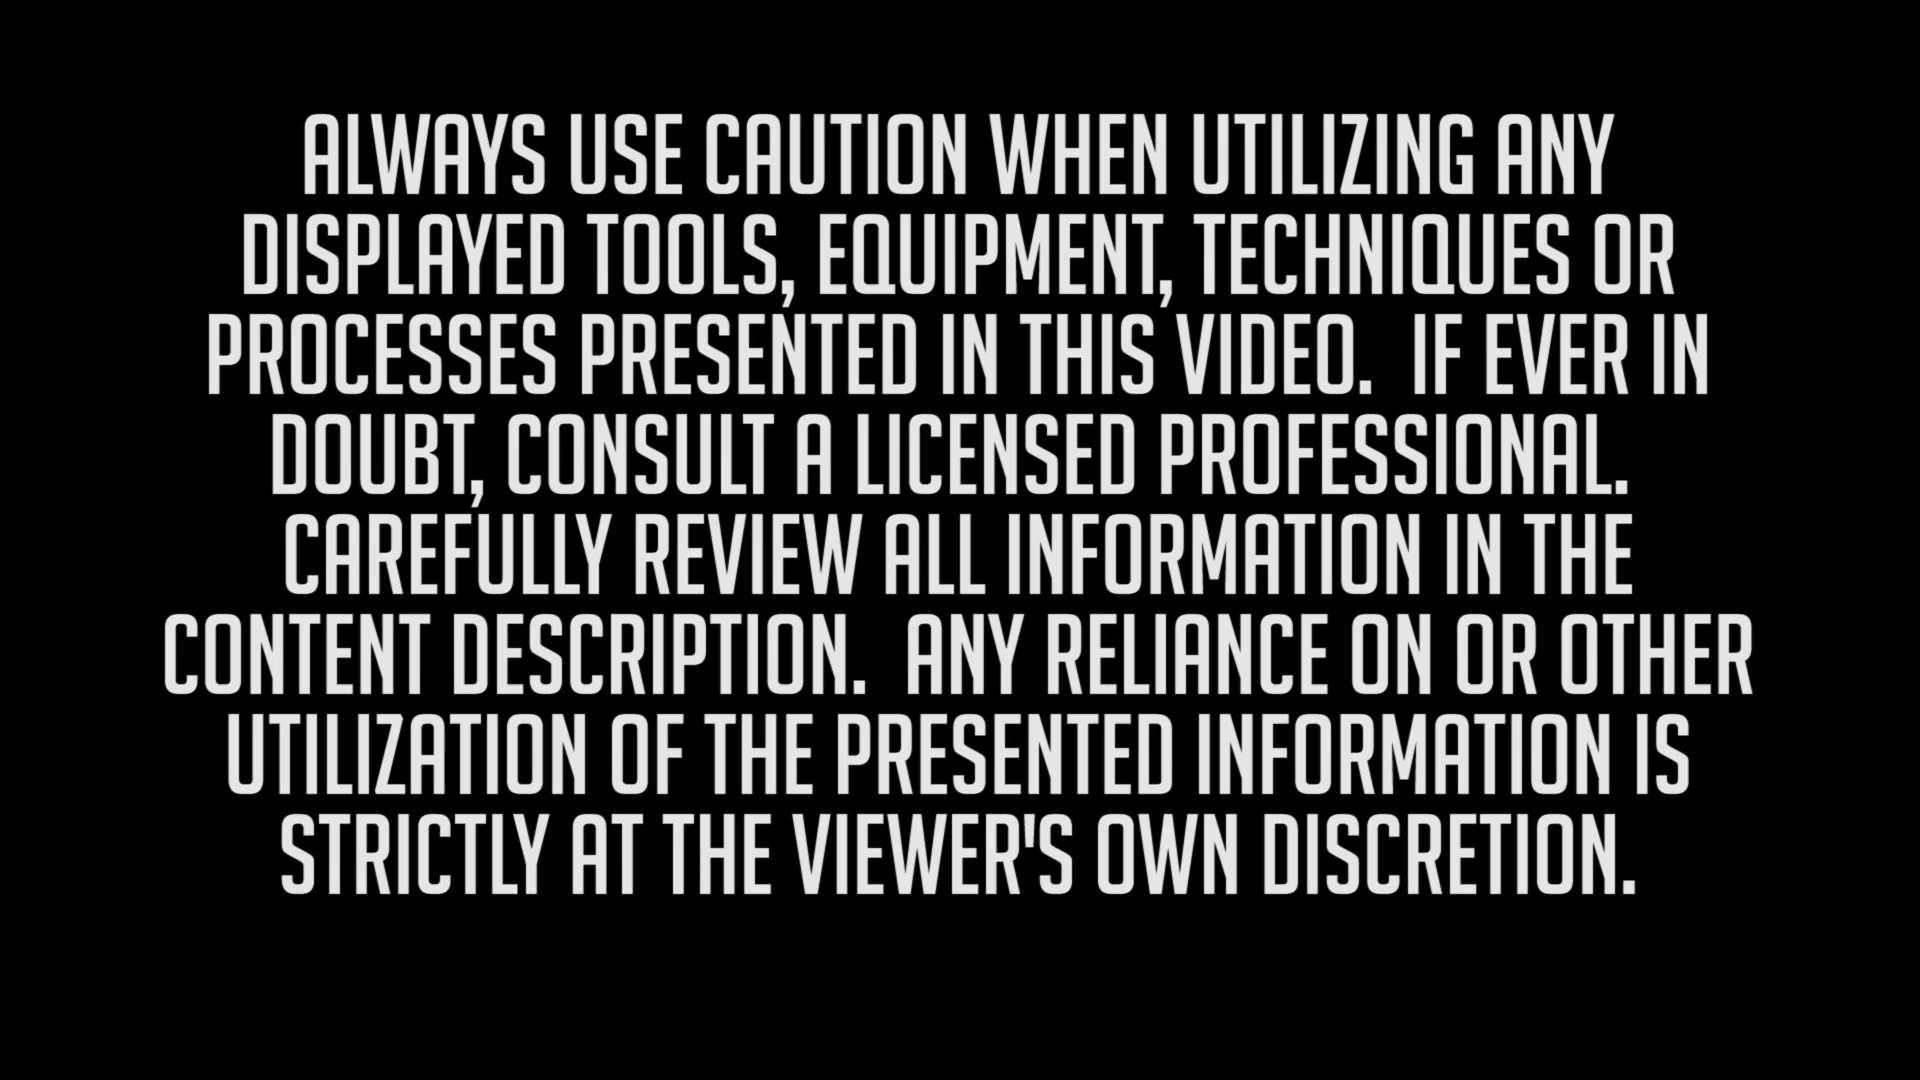 ALWAYS USE CAUTION WHEN UTILIZING ANY
DISPLAYED TOOLS, EQUIPMENT, TECHNIQUES OR
PROCESSES PRESENTED IN THIS VIDEO.  IF EVER IN
DOUBT, CONSULT A LICENSED PROFESSIONAL.
CAREFULLY REVIEW ALL INFORMATION IN THE
CONTENT DESCRIPTION.  ANY RELIANCE ON OR OTHER
UTILIZATION OF THE PRESENTED INFORMATION IS
STRICTLY AT THE VIEWER'S OWN DISCRETION.